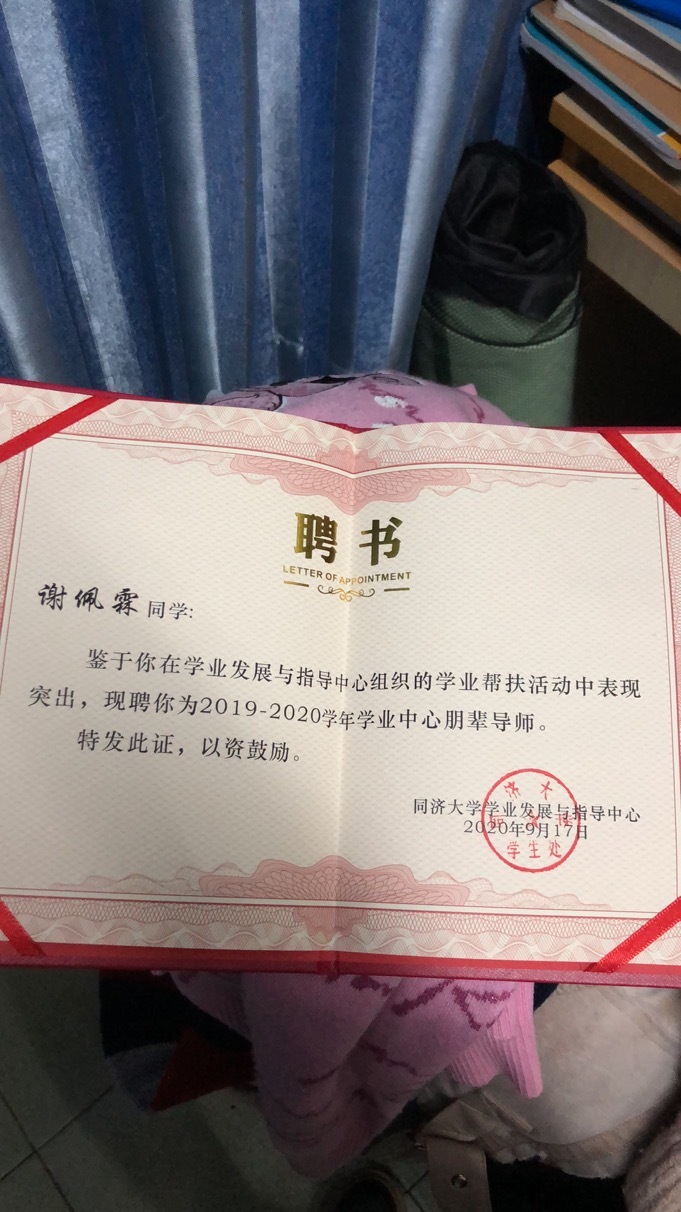 聘书
LETTER OF APPOINTMENT
谢佩霖 同学:
鉴于你在学业发展与指导中心组织的学业帮扶活动中表现
突出，现聘你为2019-2020学年学业中心朋辈导师。
特发此证，以资鼓励。
同济大学学业发展与指导中心
2020年9月17日
济大
学生处